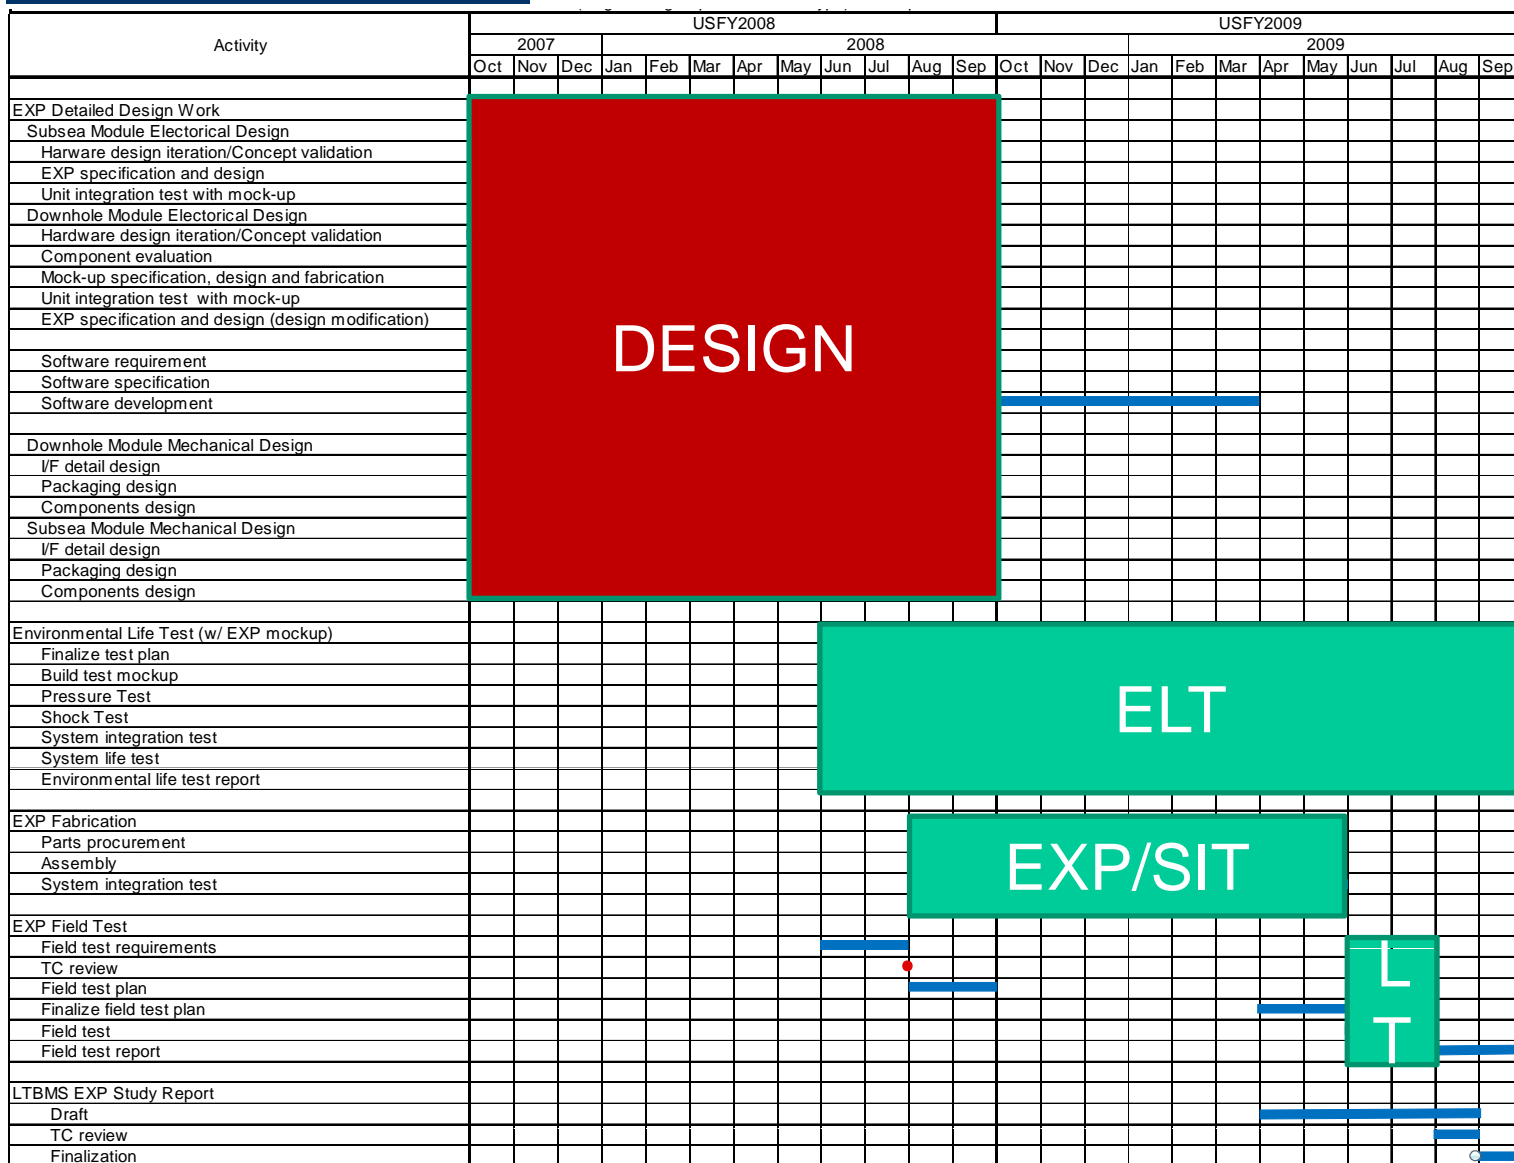 USFY2008 USFY2009
Activity 2007 2008 2009
Oct Nov Dec Jan Feb Mar Apr May Jun Jul Aug Sep Oct Nov Dec Jan Feb Mar Apr May Jun Jul Aug Sep
EXP Detailed Design Work
Subsea Module Electorical Design
Harware design iteration/Concept validation
EXP specification and design
Unit integration test with mock-up
Downhole Module Electorical Design
Hardware design iteration/Concept validation
Component evaluation
Mock-up specification, design and fabrication
Unit integration test with mock-up
EXP specification and design (design modification)
DESIGN
Software requirement
Software specification
Software development
Downhole Module Mechanical Design
I/F detail design
Packaging design
Components design
Subsea Module Mechanical Design
I/F detail design
Packaging design
Components design
Environmental Life Test (w/ EXP mockup)
Finalize test plan
Build test mockup
Pressure Test
ELT
Shock Test
System integration test
System life test
Environmental life test report
EXP Fabrication
Parts procurement
Assembly
EXP/SIT
System integration test
EXP Field Test
Field test requirements
TC review
L
Field test plan
Finalize field test plan
Field test
T
Field test report
LTBMS EXP Study Report
Draft
TC review
Finalization